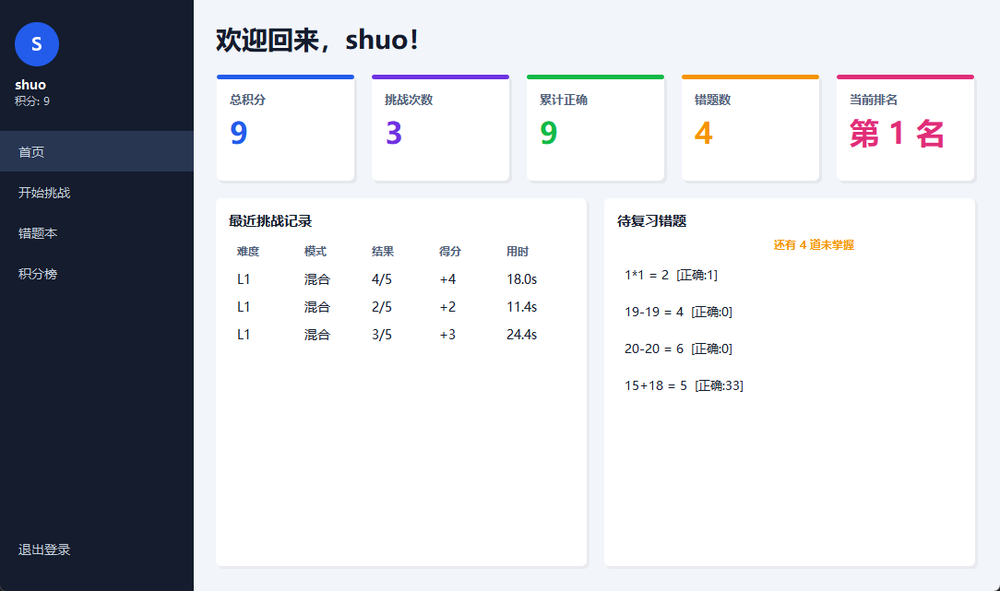 S
shuo
积分: 9
首页
开始挑战
错题本
积分榜
退出登录
欢迎回来，shuo！
总积分
9
挑战次数
3
累计正确
9
错题数
4
当前排名
第 1 名
最近挑战记录
难度 模式 结果 得分 用时
L1 混合 4/5 +4 18.0s
L1 混合 2/5 +2 11.4s
L1 混合 3/5 +3 24.4s
待复习错题
还有 4 道未掌握
1*1 = 2 [正确:1]
19-19 = 4 [正确:0]
20-20 = 6 [正确:0]
15+18 = 5 [正确:33]